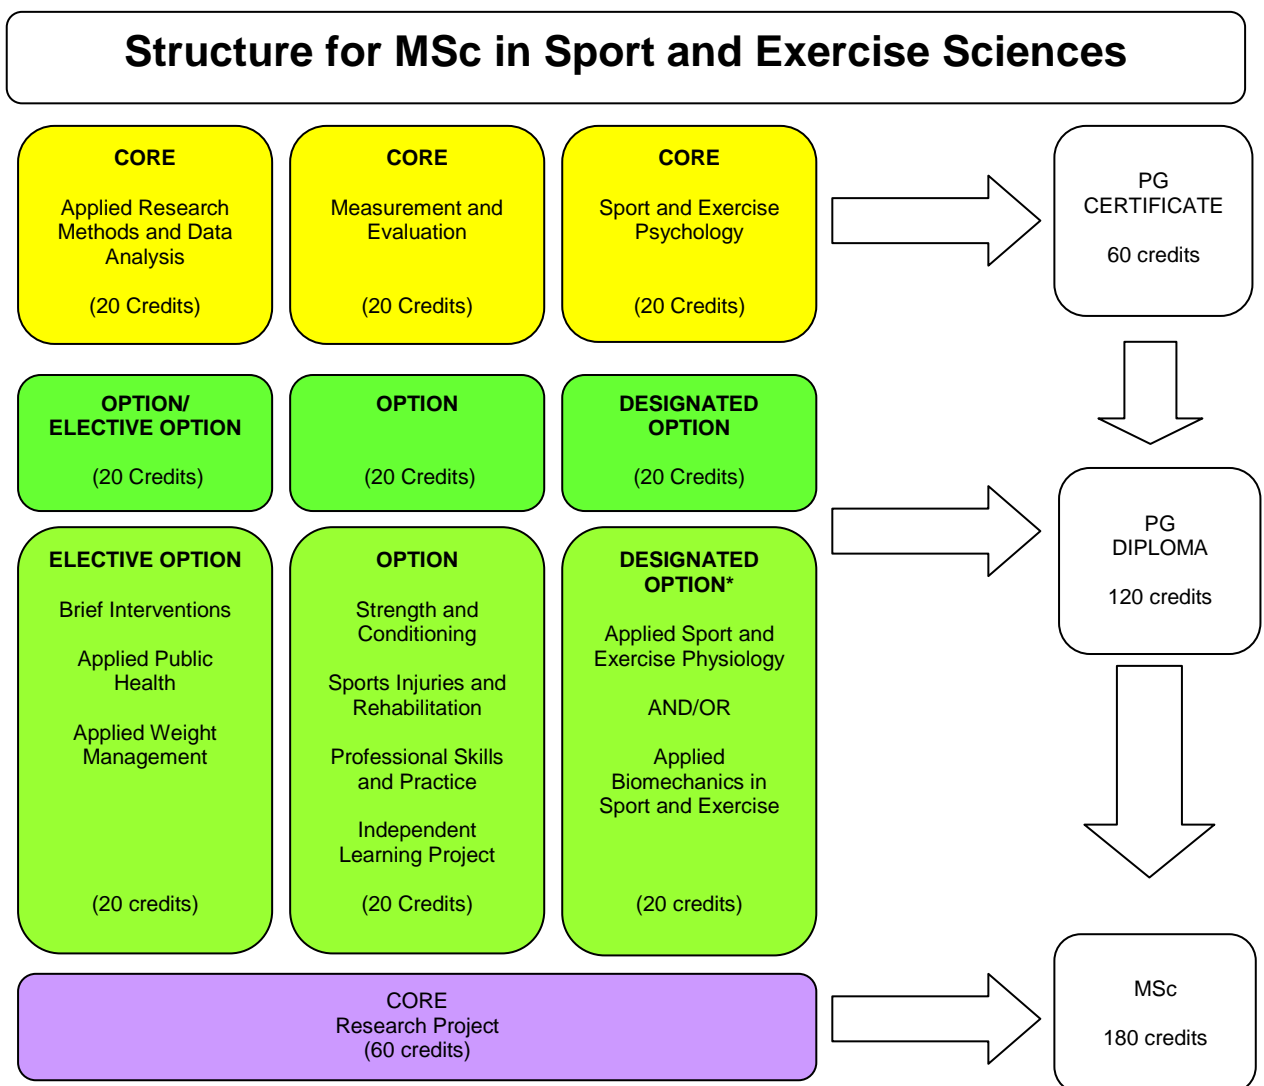 Structure for MSc in Sport and Exercise Sciences
CORE
Applied Research
Methods and Data
Analysis
(20 Credits)
CORE
Measurement and
Evaluation
(20 Credits)
CORE
Sport and Exercise
Psychology
(20 Credits)
PG
CERTIFICATE
60 credits
OPTION/
ELECTIVE OPTION
(20 Credits)
OPTION
(20 Credits)
DESIGNATED
OPTION
(20 Credits)
ELECTIVE OPTION
Brief Interventions
Applied Public
Health
Applied Weight
Management
(20 credits)
OPTION
Strength and
Conditioning
Sports Injuries and
Rehabilitation
Professional Skills
and Practice
Independent
Learning Project
(20 Credits)
DESIGNATED
OPTION*
Applied Sport and
Exercise Physiology
AND/OR
Applied
Biomechanics in
Sport and Exercise
(20 credits)
PG
DIPLOMA
120 credits
CORE
Research Project
(60 credits)
MSc
180 credits